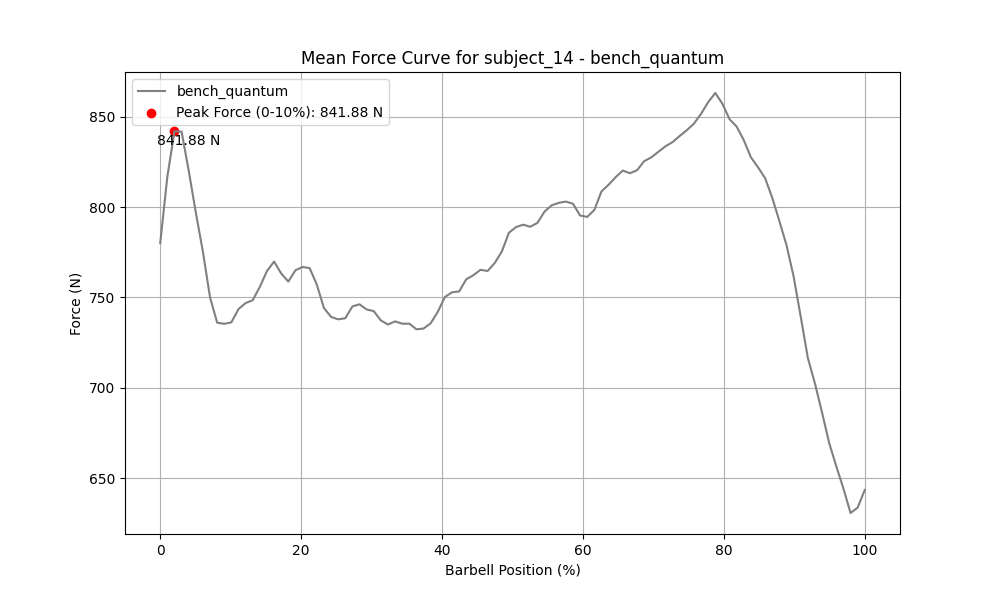 Mean Force Curve for subject_14 - bench_quantum
bench_quantum
Peak Force (0-10%): 841.88 N
841.88 N
850
800
750
700
650
Force (N)
0 20 40 60 80 100
Barbell Position (%)